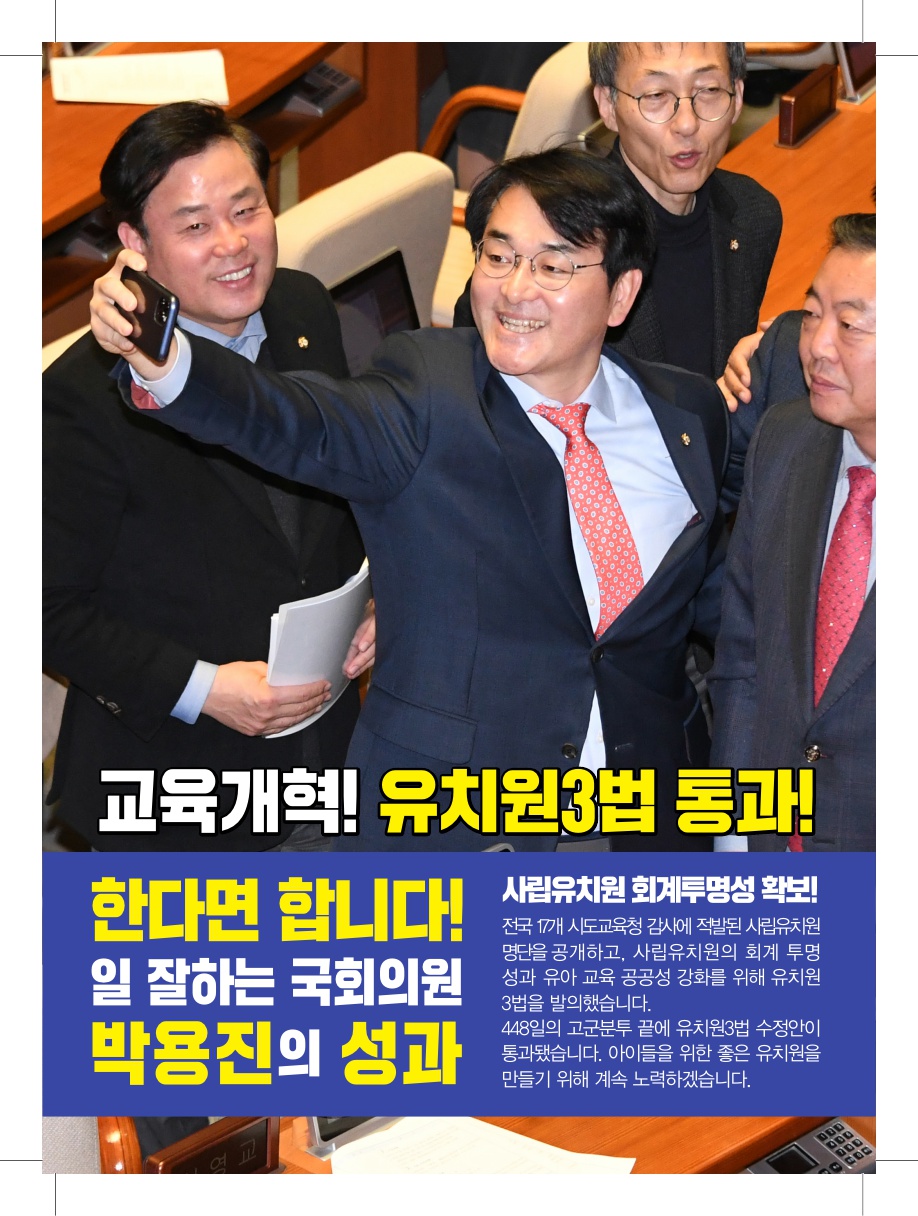 교육개혁! 유치원3법 통과!
한다면 합니다!
일 잘하는 국회의원
박용진의 성과
사립유치원 회계투명성 확보!
전국 17개 시도교육청 감사에 적발된 사립유치원
명단을 공개하고, 사립유치원의 회계 투명
성과 유아 교육 공공성 강화를 위해 유치원
3법을 발의했습니다.
448일의 고군분투 끝에 유치원3법 수정안이
통과됐습니다. 아이들을 위한 좋은 유치원을
만들기 위해 계속 노력하겠습니다.